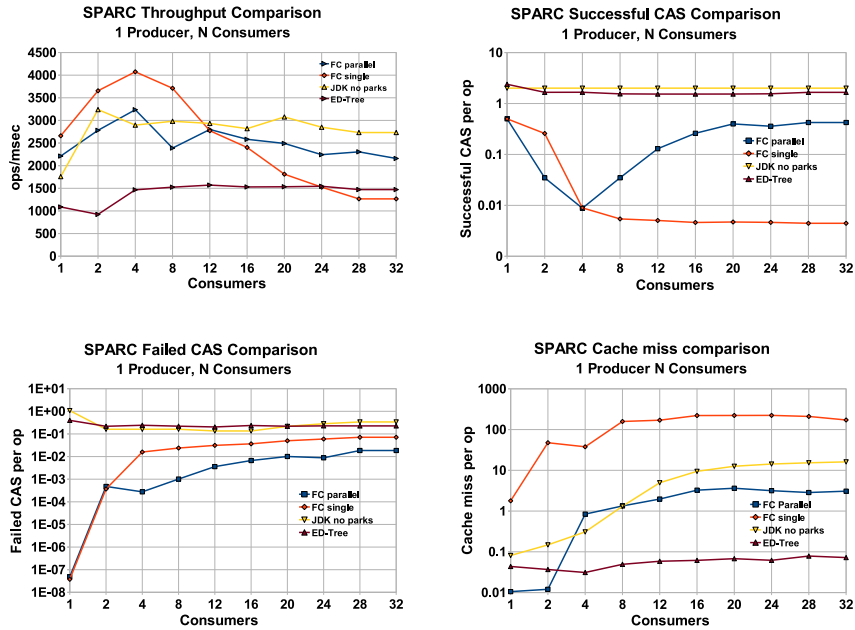 SPARC Throughput Comparison
1 Producer, N Consumers
4500
4000
3500
3000
2500
2000
1500
1000
500
0
ops/msec
1 2 4 8 12 16 20 24 28 32
Consumers
FC parallel
FC single
JDK no parks
ED-Tree
SPARC Successful CAS Comparison
1 Producer, N Consumers
10
1
0.1
0.01
0
Successful CAS per op
1 2 4 8 12 16 20 24 28 32
Consumers
FC parallel
FC single
JDK no parks
ED-Tree
SPARC Failed CAS Comparison
1 Producer, N Consumers
1E+01
1E+00
1E-01
1E-02
1E-03
1E-04
1E-05
1E-06
1E-07
1E-08
Failed CAS per op
1 2 4 8 12 16 20 24 28 32
Consumers
FC parallel
FC single
JDK no parks
ED-Tree
SPARC Cache miss comparison
1 Producer N Consumers
1000
100
10
1
0.1
0.01
Cache miss per op
1 2 4 8 12 16 20 24 28 32
Consumers
FC Parallel
FC single
JDK no parks
ED-Tree